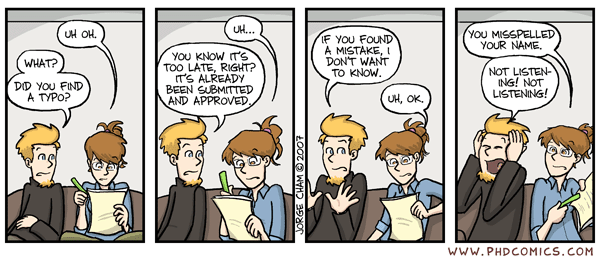 UH OH.
WHAT?
DID YOU FIND
A TYPO?
UH...
YOU KNOW IT'S
TOO LATE, RIGHT?
IT'S ALREADY
BEEN SUBMITTED
AND APPROVED.
JORGE CHAM © 2007
IF YOU FOUND
A MISTAKE, I
DON'T WANT
TO KNOW.
UH, OK.
YOU MISSPELLED
YOUR NAME.
NOT LISTEN-
ING! NOT
LISTENING!
WWW.PHDCOMICS.COM